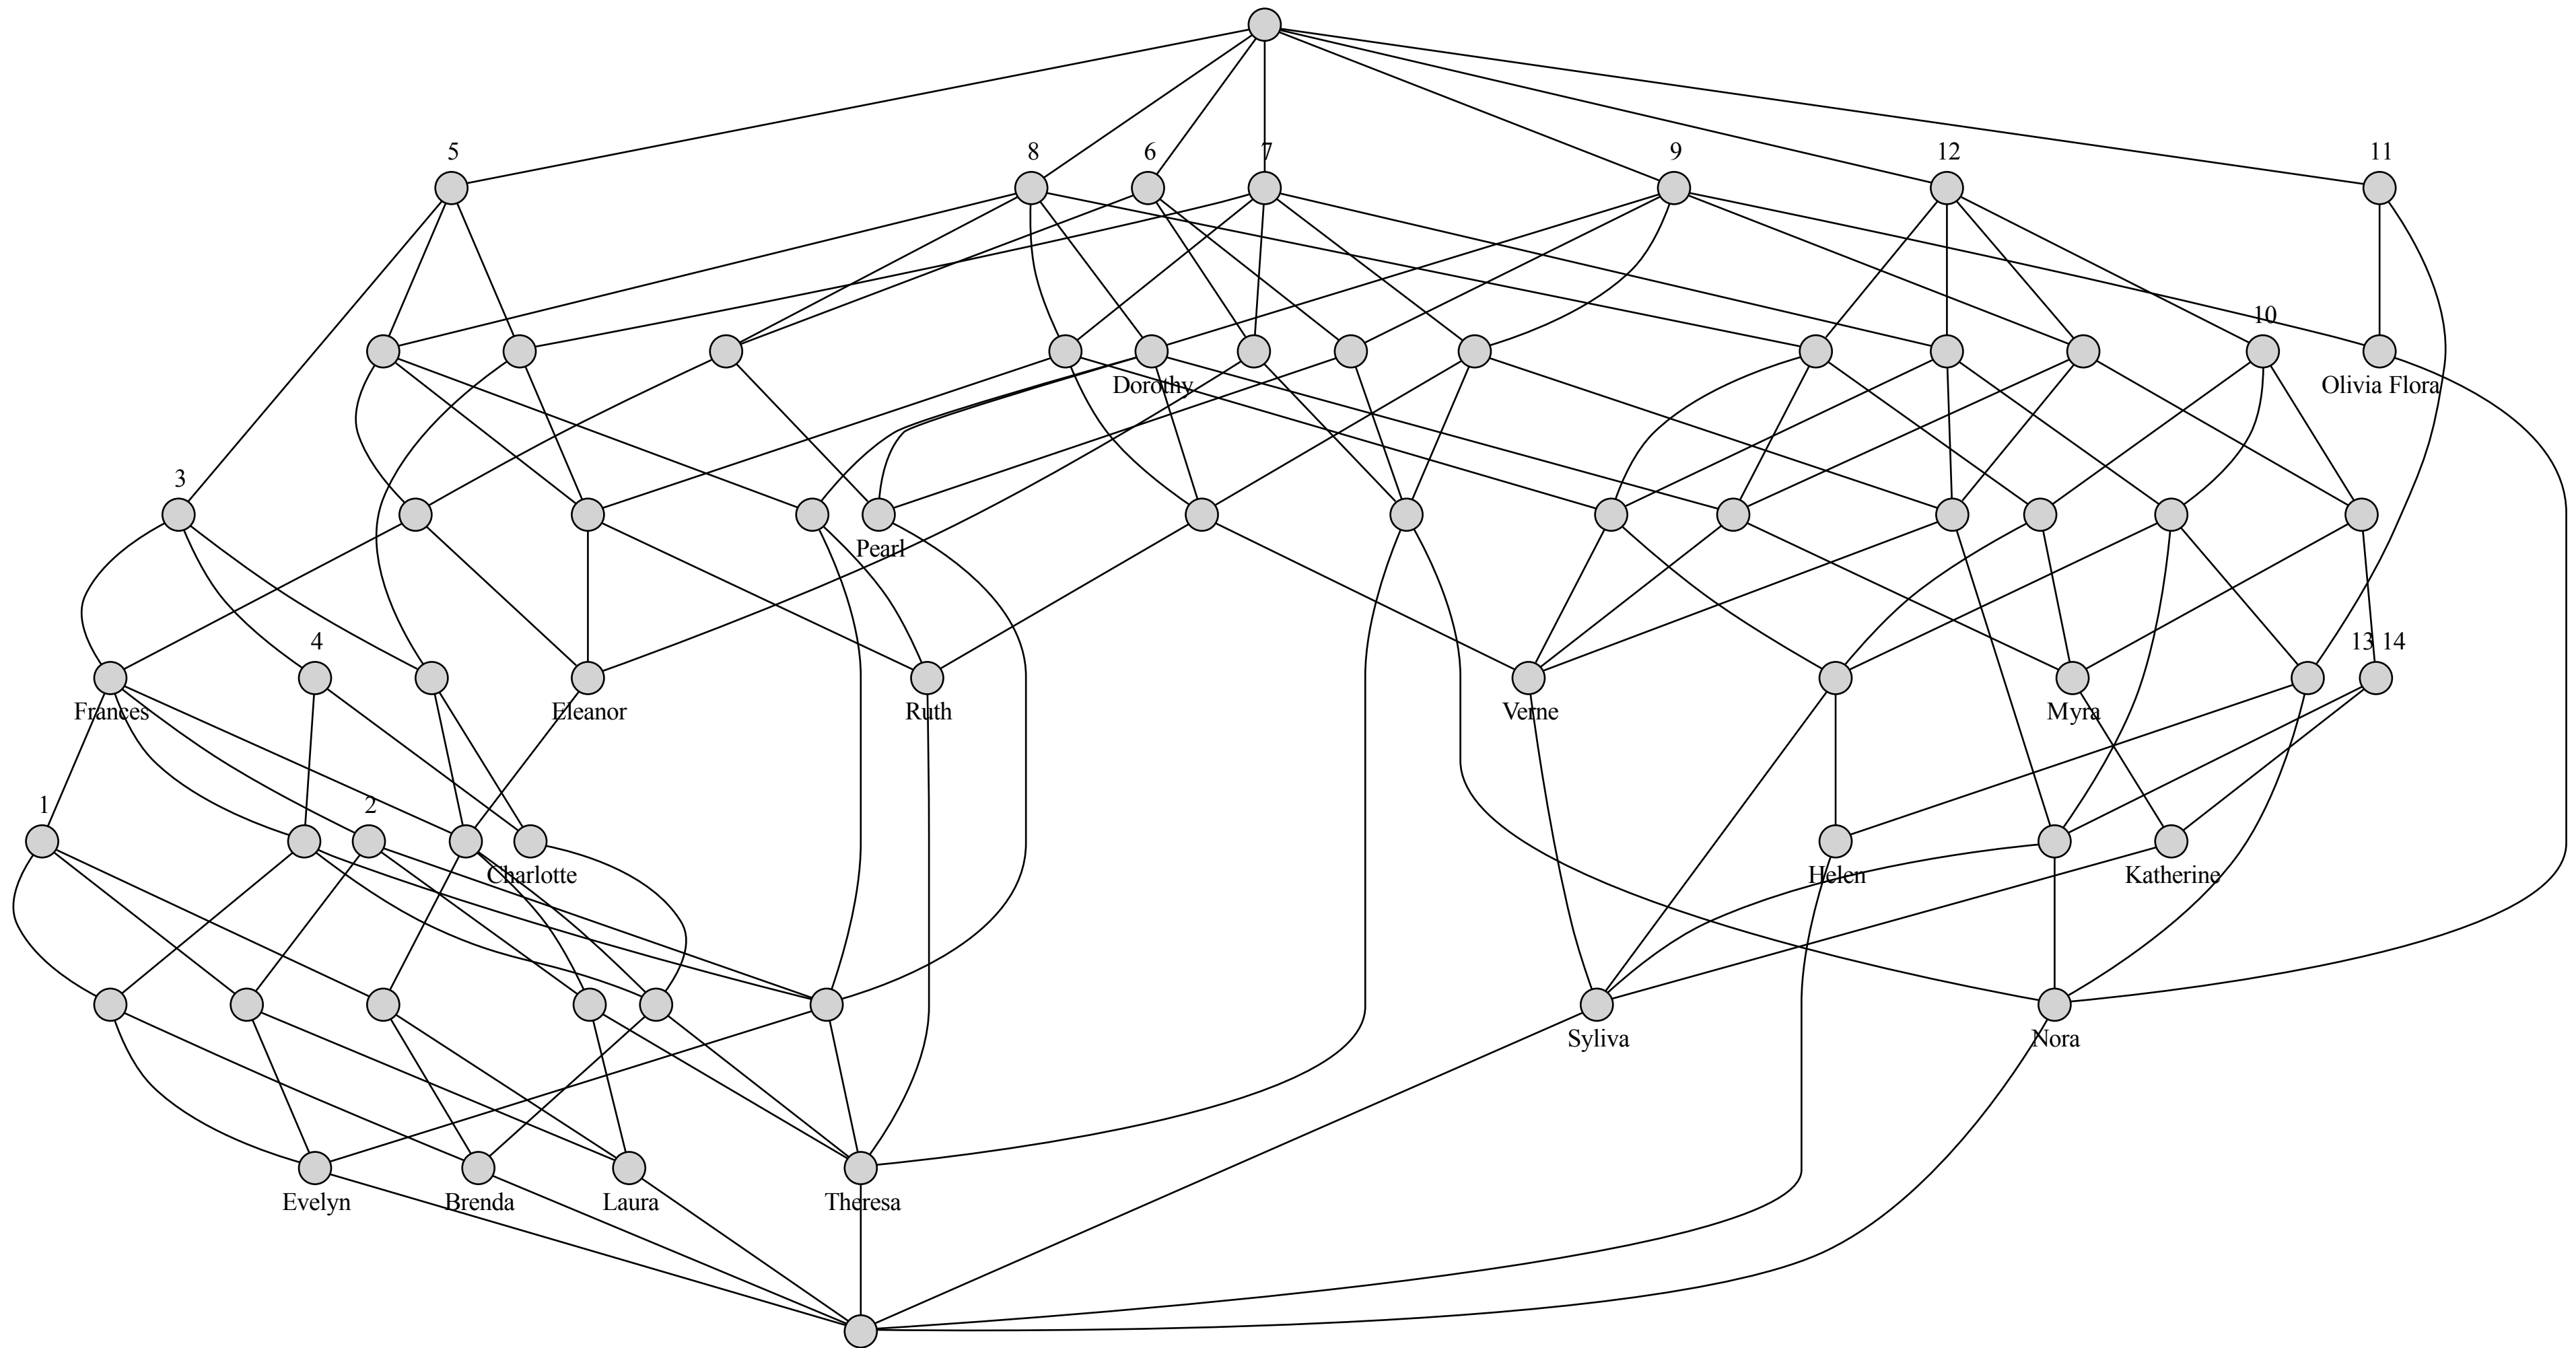 5 8 6 7 9 12 11
10
Dorothy Olivia Flora
3
Pearl
4 13 14
Frances Eleanor Ruth Verne Myra
1 2
Charlotte Helen Katherine
Syliva Nora
Evelyn Brenda Laura Theresa